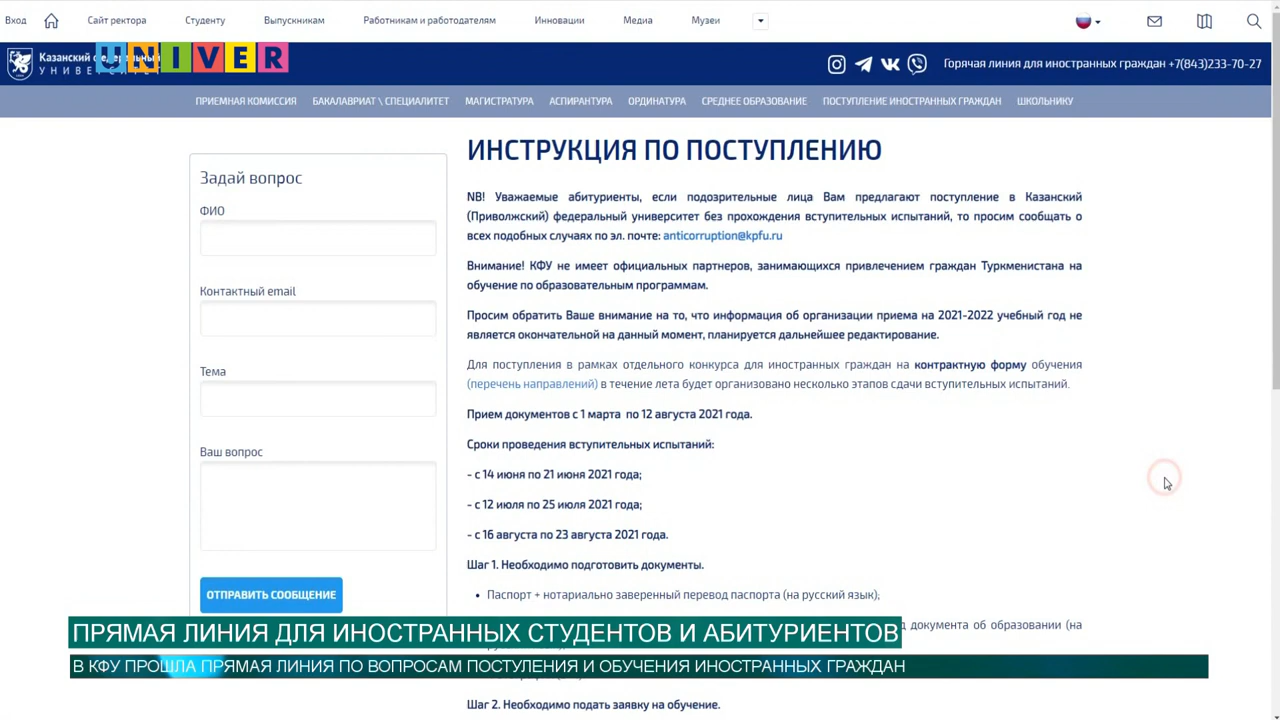 Вход Сайт ректора Студенту Выпускникам Работникам и работодателям Инновации Медиа Музеи
Казанский федеральный
УНИВЕРСИТЕТ
UNIVER
Горячая линия для иностранных граждан +7(843)233-70-27
ПРИЕМНАЯ КОМИССИЯ БАКАЛАВРИАТ \ СПЕЦИАЛИТЕТ МАГИСТРАТУРА АСПИРАНТУРА ОРДИНАТУРА СРЕДНЕЕ ОБРАЗОВАНИЕ ПОСТУПЛЕНИЕ ИНОСТРАННЫХ ГРАЖДАН ШКОЛЬНИКУ
Задай вопрос
ФИО
Контактный email
Тема
Ваш вопрос
ОТПРАВИТЬ СООБЩЕНИЕ
ИНСТРУКЦИЯ ПО ПОСТУПЛЕНИЮ
NB! Уважаемые абитуриенты, если подозрительные лица Вам предлагают поступление в Казанский
(Приволжский) федеральный университет без прохождения вступительных испытаний, то просим сообщать о
всех подобных случаях по эл. почте: anticorruption@kpfu.ru
Внимание! КФУ не имеет официальных партнеров, занимающихся привлечением граждан Туркменистана на
обучение по образовательным программам.
Просим обратить Ваше внимание на то, что информация об организации приема на 2021-2022 учебный год не
является окончательной на данный момент, планируется дальнейшее редактирование.
Для поступления в рамках отдельного конкурса для иностранных граждан на контрактную форму обучения
(перечень направлений) в течение лета будет организовано несколько этапов сдачи вступительных испытаний.
Прием документов с 1 марта по 12 августа 2021 года.
Сроки проведения вступительных испытаний:
- с 14 июня по 21 июня 2021 года;
- с 12 июля по 25 июля 2021 года;
- с 16 августа по 23 августа 2021 года.
Шаг 1. Необходимо подготовить документы.
• Паспорт + нотариально заверенный перевод паспорта (на русский язык);
документа об образовании (на
Шаг 2. Необходимо подать заявку на обучение.
ПРЯМАЯ ЛИНИЯ ДЛЯ ИНОСТРАННЫХ СТУДЕНТОВ И АБИТУРИЕНТОВ
В КФУ ПРОШЛА ПРЯМАЯ ЛИНИЯ ПО ВОПРОСАМ ПОСТУЛЕНИЯ И ОБУЧЕНИЯ ИНОСТРАННЫХ ГРАЖДАН